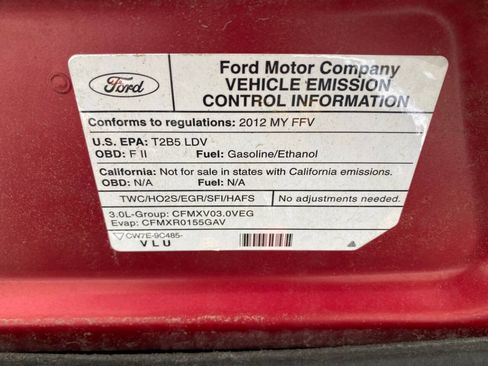 Ford
Ford Motor Company
VEHICLE EMISSION
CONTROL INFORMATION
Conforms to regulations: 2012 MY FFV
U.S. EPA: T2B5 LDV
OBD: F II Fuel: Gasoline/Ethanol
California: Not for sale in states with California emissions.
OBD: N/A Fuel: N/A
TWC/HO2S/EGR/SFI/HAFS No adjustments needed.
3.0L-Group: CFMXV03.0VEG
Evap: CFMXR0155GAV
CW7E-9C485-
VLU